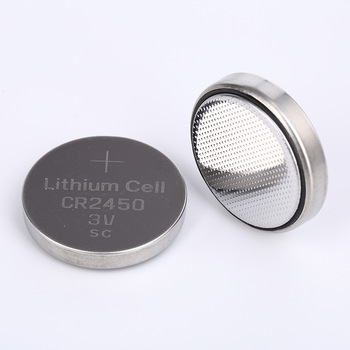 +
Lithium Cell
CR2450
3V
SC